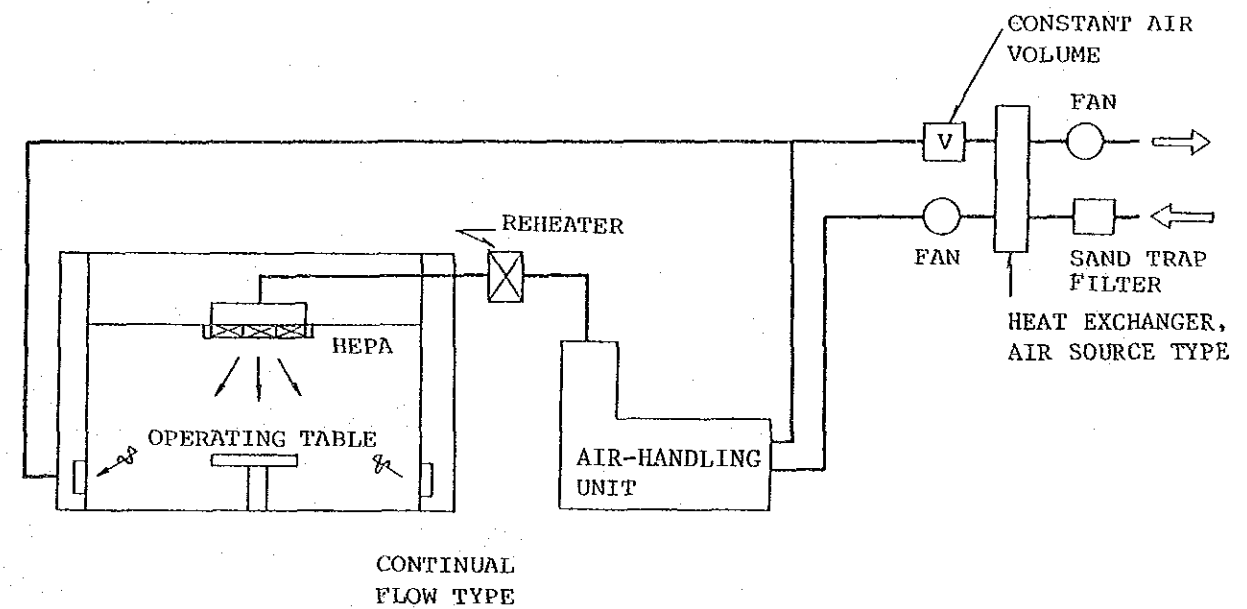 CONSTANT AIR
VOLUME
FAN
V
REHEATER
FAN
SAND TRAP
FILTER
HEPA
HEAT EXCHANGER,
AIR SOURCE TYPE
OPERATING TABLE
AIR-HANDLING
UNIT
CONTINUAL
FLOW TYPE